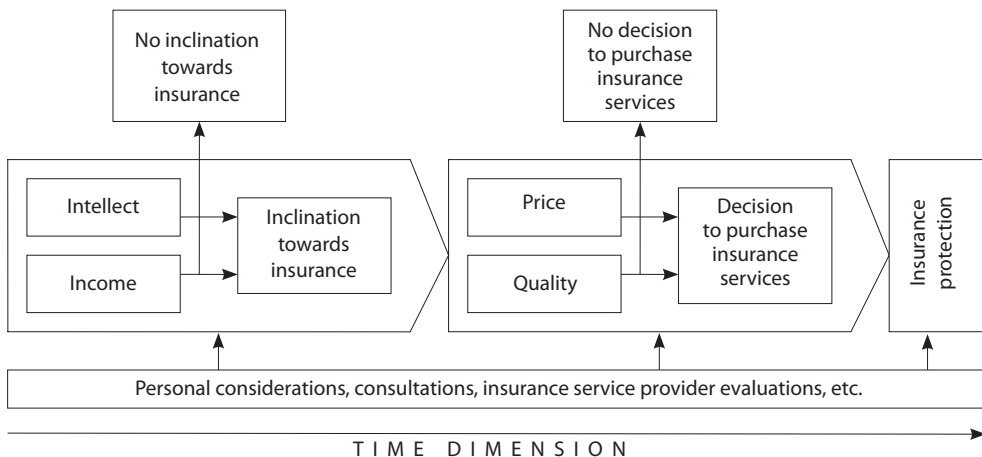 No inclination
towards
insurance
No decision
to purchase
insurance
services
Intellect
Income
Inclination
towards
insurance
Price
Quality
Decision
to purchase
insurance
services
Insurance
protection
Personal considerations, consultations, insurance service provider evaluations, etc.
TIME DIMENSION